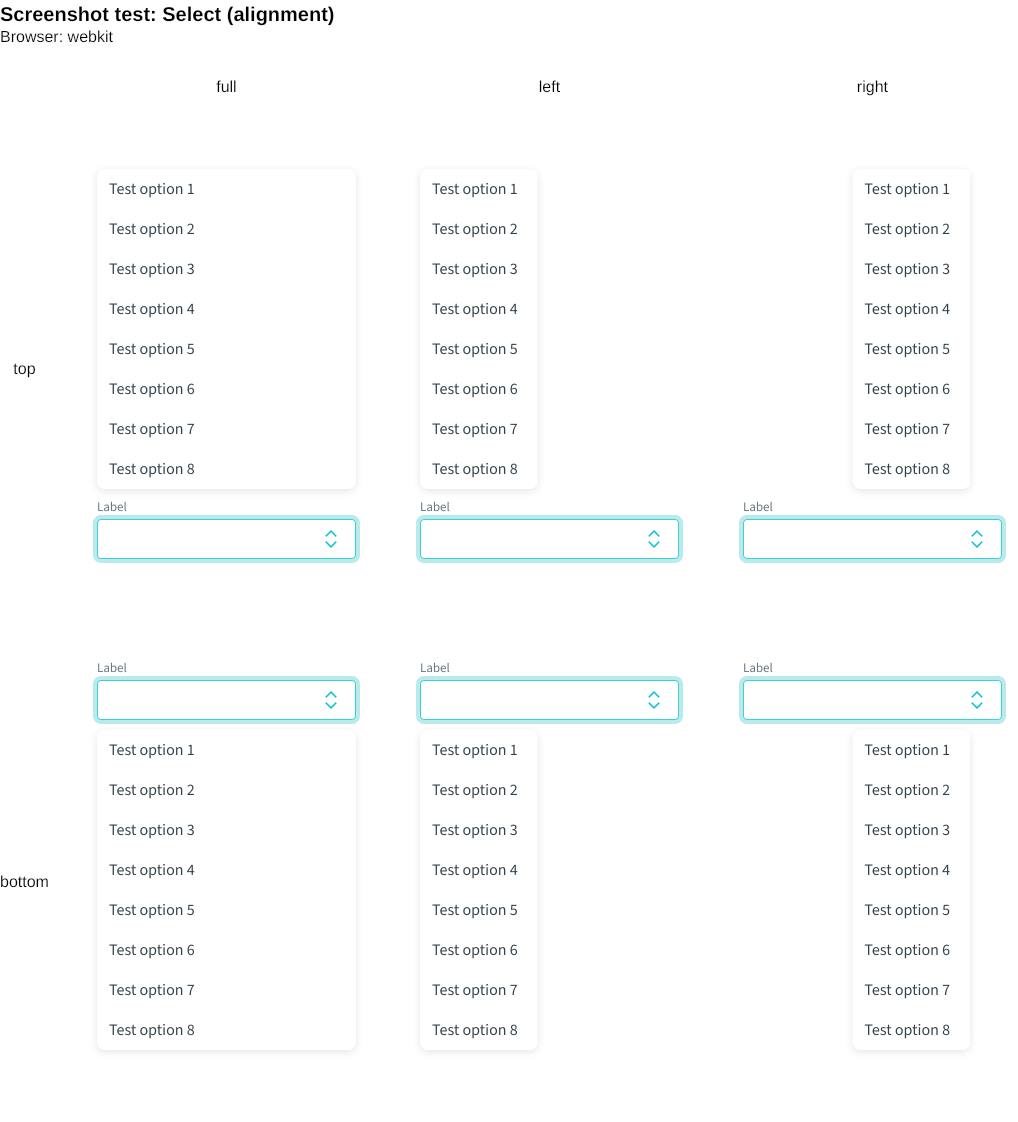 Screenshot test: Select (alignment)
Browser: webkit
full left right
top
Test option 1 Test option 1 Test option 1
Test option 2 Test option 2 Test option 2
Test option 3 Test option 3 Test option 3
Test option 4 Test option 4 Test option 4
Test option 5 Test option 5 Test option 5
Test option 6 Test option 6 Test option 6
Test option 7 Test option 7 Test option 7
Test option 8 Test option 8 Test option 8
Label Label Label
bottom
Label Label Label
Test option 1 Test option 1 Test option 1
Test option 2 Test option 2 Test option 2
Test option 3 Test option 3 Test option 3
Test option 4 Test option 4 Test option 4
Test option 5 Test option 5 Test option 5
Test option 6 Test option 6 Test option 6
Test option 7 Test option 7 Test option 7
Test option 8 Test option 8 Test option 8